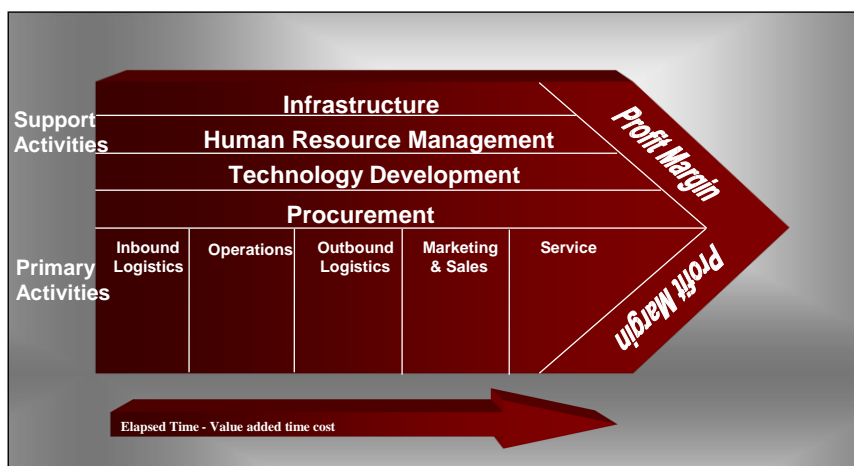 Support
Activities
Infrastructure
Human Resource Management
Technology Development
Procurement
Profit Margin
Primary
Activities
Inbound
Logistics
Operations
Outbound
Logistics
Marketing
& Sales
Service
Profit Margin
Elapsed Time - Value added time cost